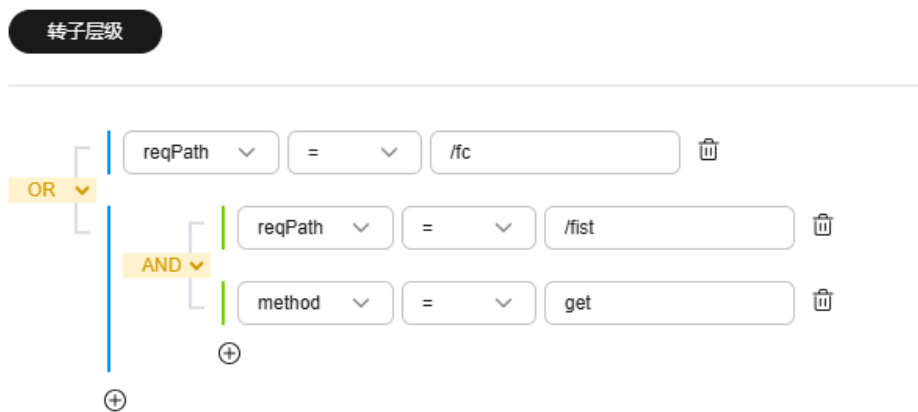 转子层级
reqPath = /fc
OR
reqPath = /fist
AND
method = get